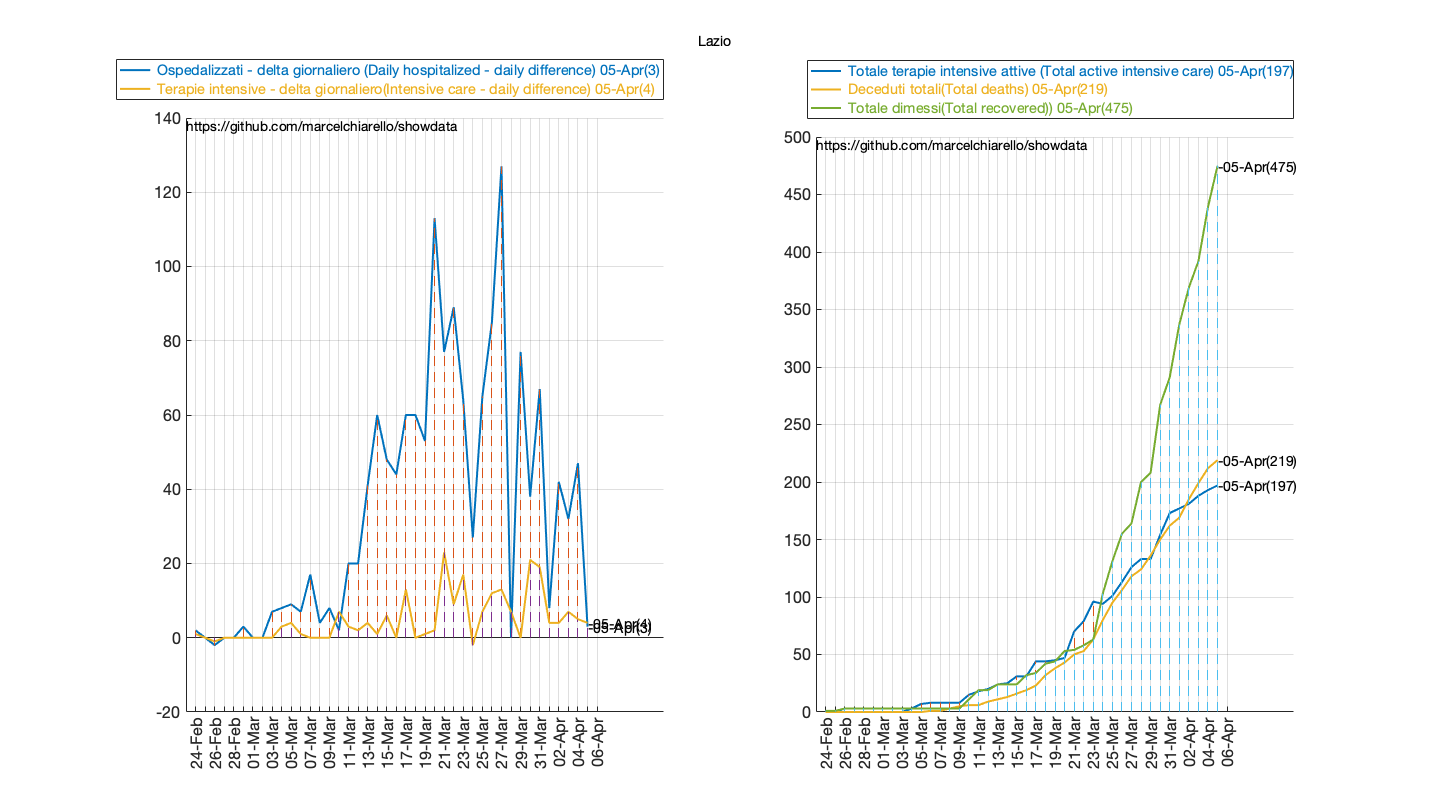 Lazio
Ospedalizzati - delta giornaliero (Daily hospitalized - daily difference) 05-Apr(3)
Terapie intensive - delta giornaliero(Intensive care - daily difference) 05-Apr(4)
140
https://github.com/marcelchiarello/showdata
120
100
80
60
40
20
0
-20
-05-Apr(4)
-05-Apr(3)
24-Feb
26-Feb
28-Feb
01-Mar
03-Mar
05-Mar
07-Mar
09-Mar
11-Mar
13-Mar
15-Mar
17-Mar
19-Mar
21-Mar
23-Mar
25-Mar
27-Mar
29-Mar
31-Mar
02-Apr
04-Apr
06-Apr
Totale terapie intensive attive (Total active intensive care) 05-Apr(197)
Deceduti totali(Total deaths) 05-Apr(219)
Totale dimessi(Total recovered)) 05-Apr(475)
500
https://github.com/marcelchiarello/showdata
450
400
350
300
250
200
150
100
50
0
-05-Apr(475)
-05-Apr(219)
-05-Apr(197)
24-Feb
26-Feb
28-Feb
01-Mar
03-Mar
05-Mar
07-Mar
09-Mar
11-Mar
13-Mar
15-Mar
17-Mar
19-Mar
21-Mar
23-Mar
25-Mar
27-Mar
29-Mar
31-Mar
02-Apr
04-Apr
06-Apr